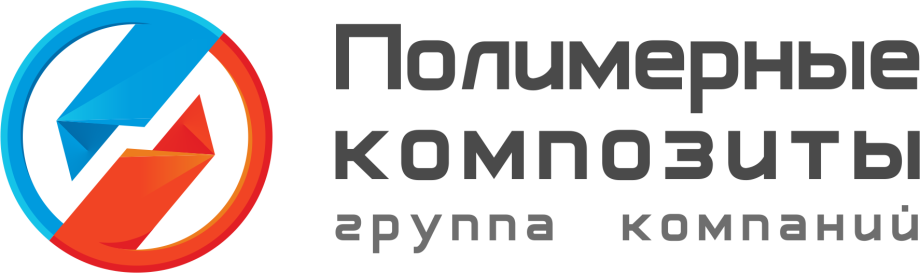 Полимерные
композиты
группа компаний